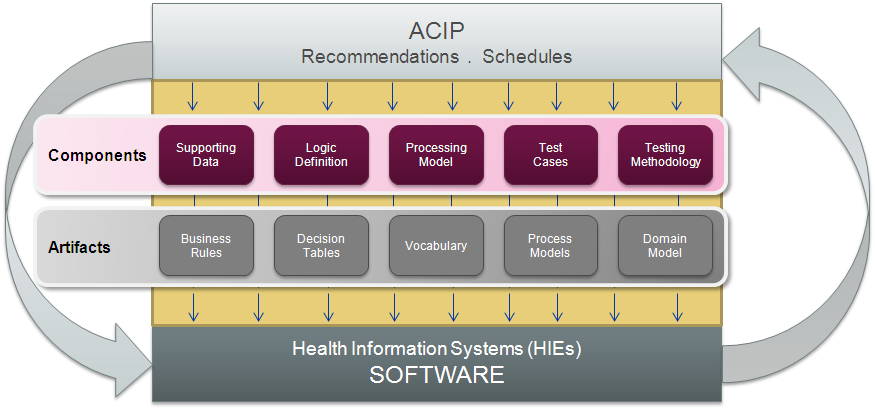 ACIP
Recommendations . Schedules
Components
Supporting
Data
Logic
Definition
Processing
Model
Test
Cases
Testing
Methodology
Artifacts
Business
Rules
Decision
Tables
Vocabulary
Process
Models
Domain
Model
Health Information Systems (HIEs)
SOFTWARE